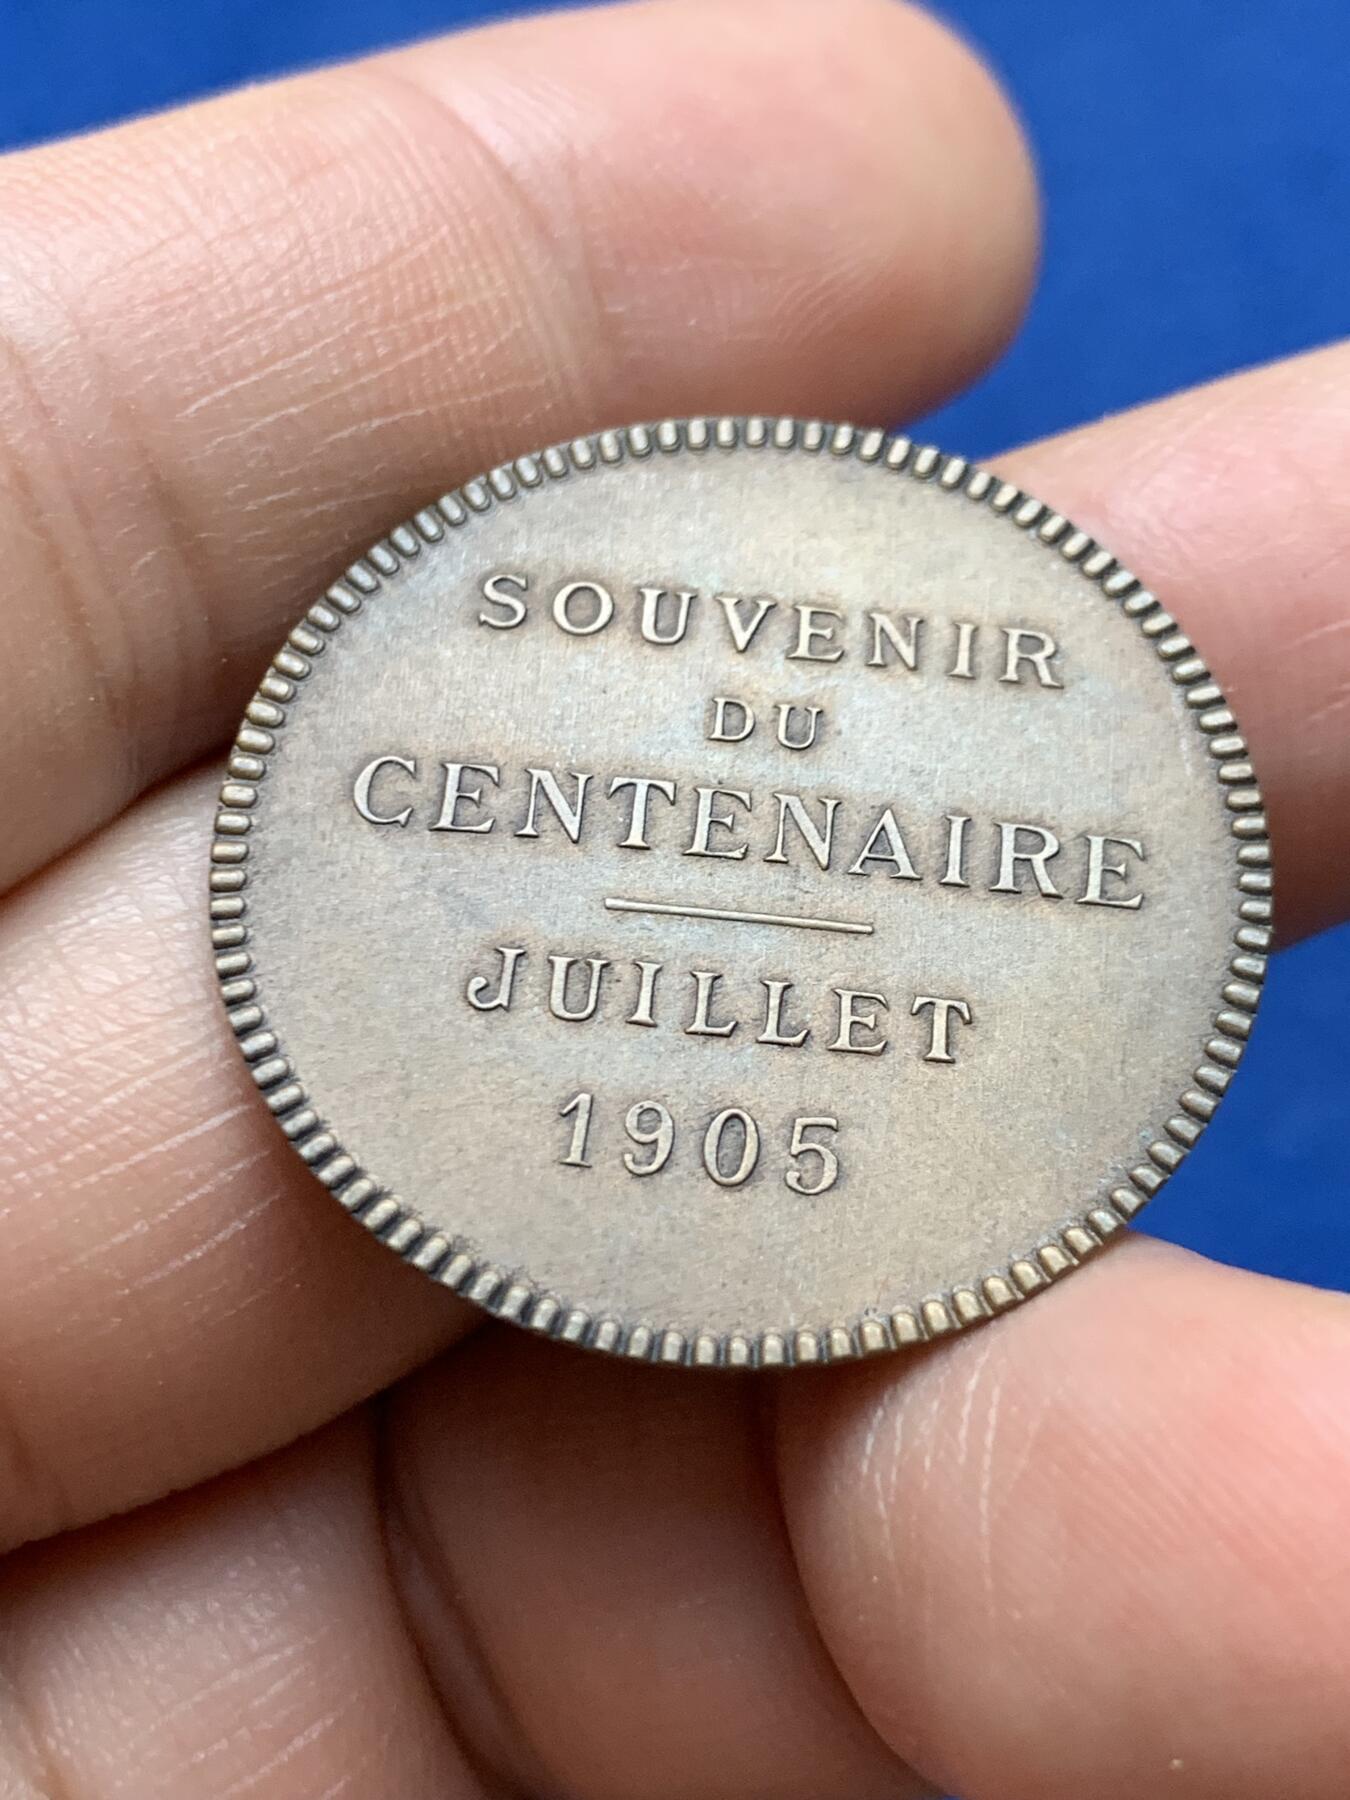 SOUVENIR
DU
CENTENAIRE
JUILLET
1905